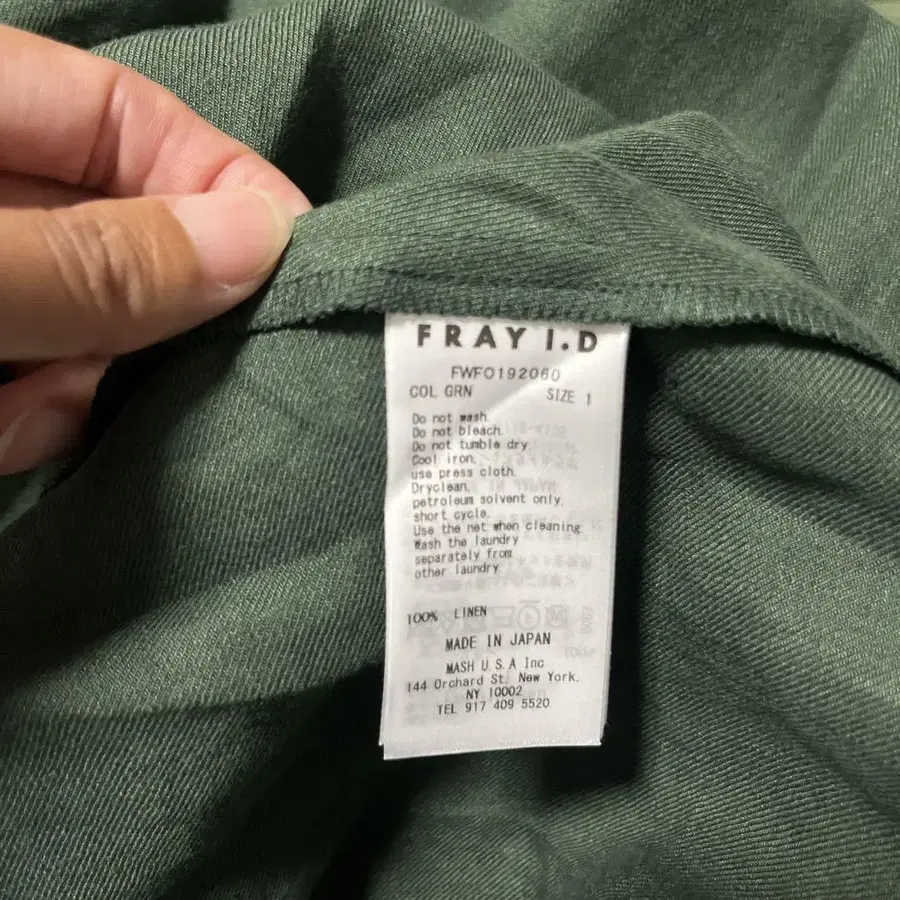 FRAY I.D
FWFO192060
COL GRN SIZE 1
Do not wash.
Do not bleach.
Do not tumble dry
Cool iron.
use press cloth.
Dryclean.
petroleum solvent only.
short cycle.
Use the net when cleaning
Wash the laundry
separately from
other laundry.
100% LINEN
MADE IN JAPAN
MASH U.S.A Inc
144 Orchard St. New York.
NY 10002
TEL 917 409 5520